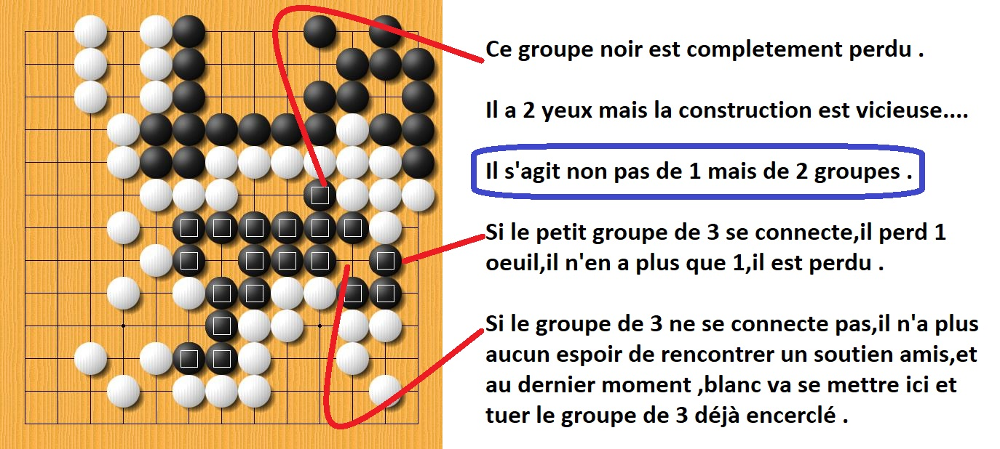 Ce groupe noir est completement perdu .
Il a 2 yeux mais la construction est vicieuse....
Il s'agit non pas de 1 mais de 2 groupes .
Si le petit groupe de 3 se connecte,il perd 1
oeuil,il n'en a plus que 1,il est perdu .
Si le groupe de 3 ne se connecte pas,il n'a plus
aucun espoir de rencontrer un soutien amis,et
au dernier moment ,blanc va se mettre ici et
tuer le groupe de 3 déjà encerclé .